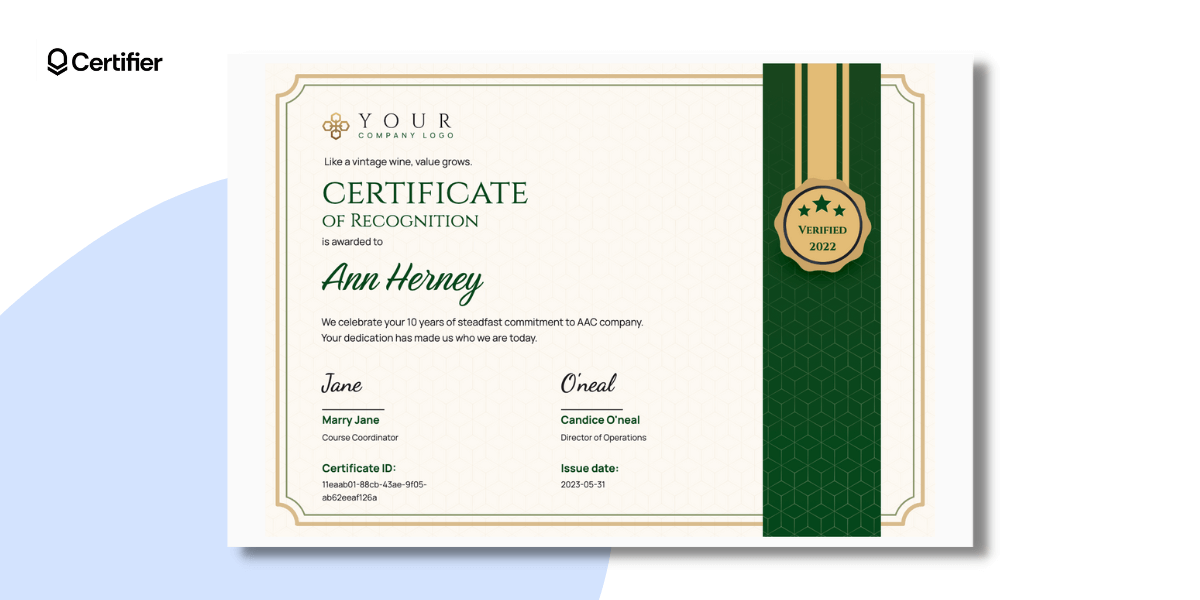 Certifier
YOUR
COMPANY LOGO
Like a vintage wine, value grows.
CERTIFICATE
OF RECOGNITION
is awarded to
Ann Herney
We celebrate your 10 years of steadfast commitment to AAC company.
Your dedication has made us who we are today.
Jane
O'neal
Marry Jane
Candice O'neal
Course Coordinator
Director of Operations
Certificate ID:
Issue date:
11eaab01-88cb-43ae-9f05-
ab62eeaf126a
2023-05-31
VERIFIED
2022